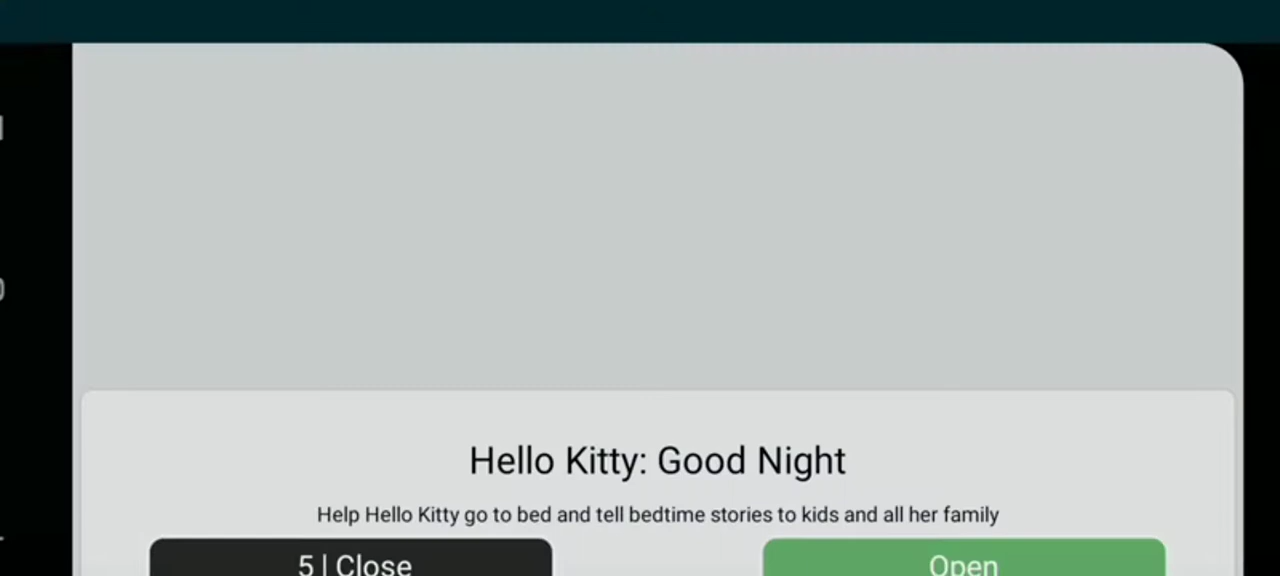 Hello Kitty: Good Night
Help Hello Kitty go to bed and tell bedtime stories to kids and all her family
5 | Close
Open